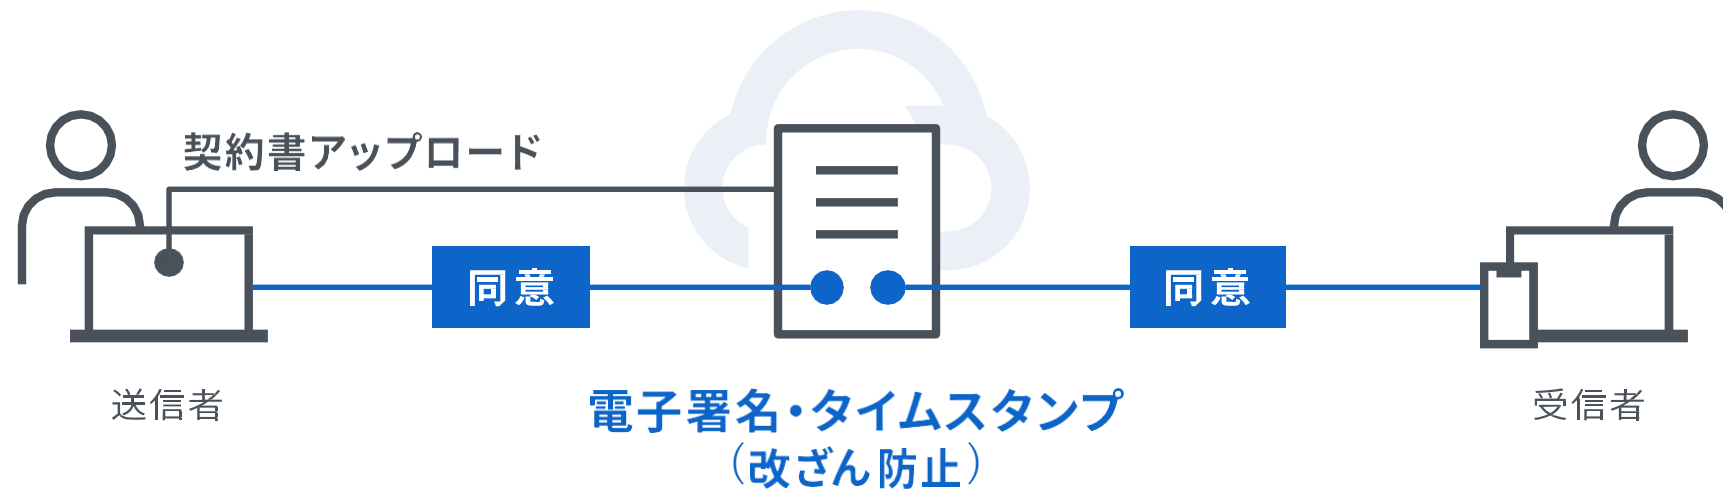 契約書アップロード
同意
同意
送信者
電子署名・タイムスタンプ
（改ざん防止）
受信者